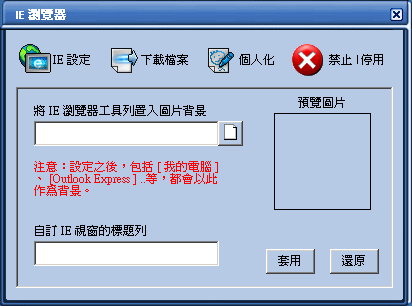 IE 瀏覽器
IE 設定
下載檔案
個人化
禁止 | 停用
將 IE 瀏覽器工具列置入圖片背景
預覽圖片
注意：設定之後，包括 [ 我的電腦 ]
、 [Outlook Express ] ..等，都會以此
作為背景。
自訂 IE 視窗的標題列
套用
還原